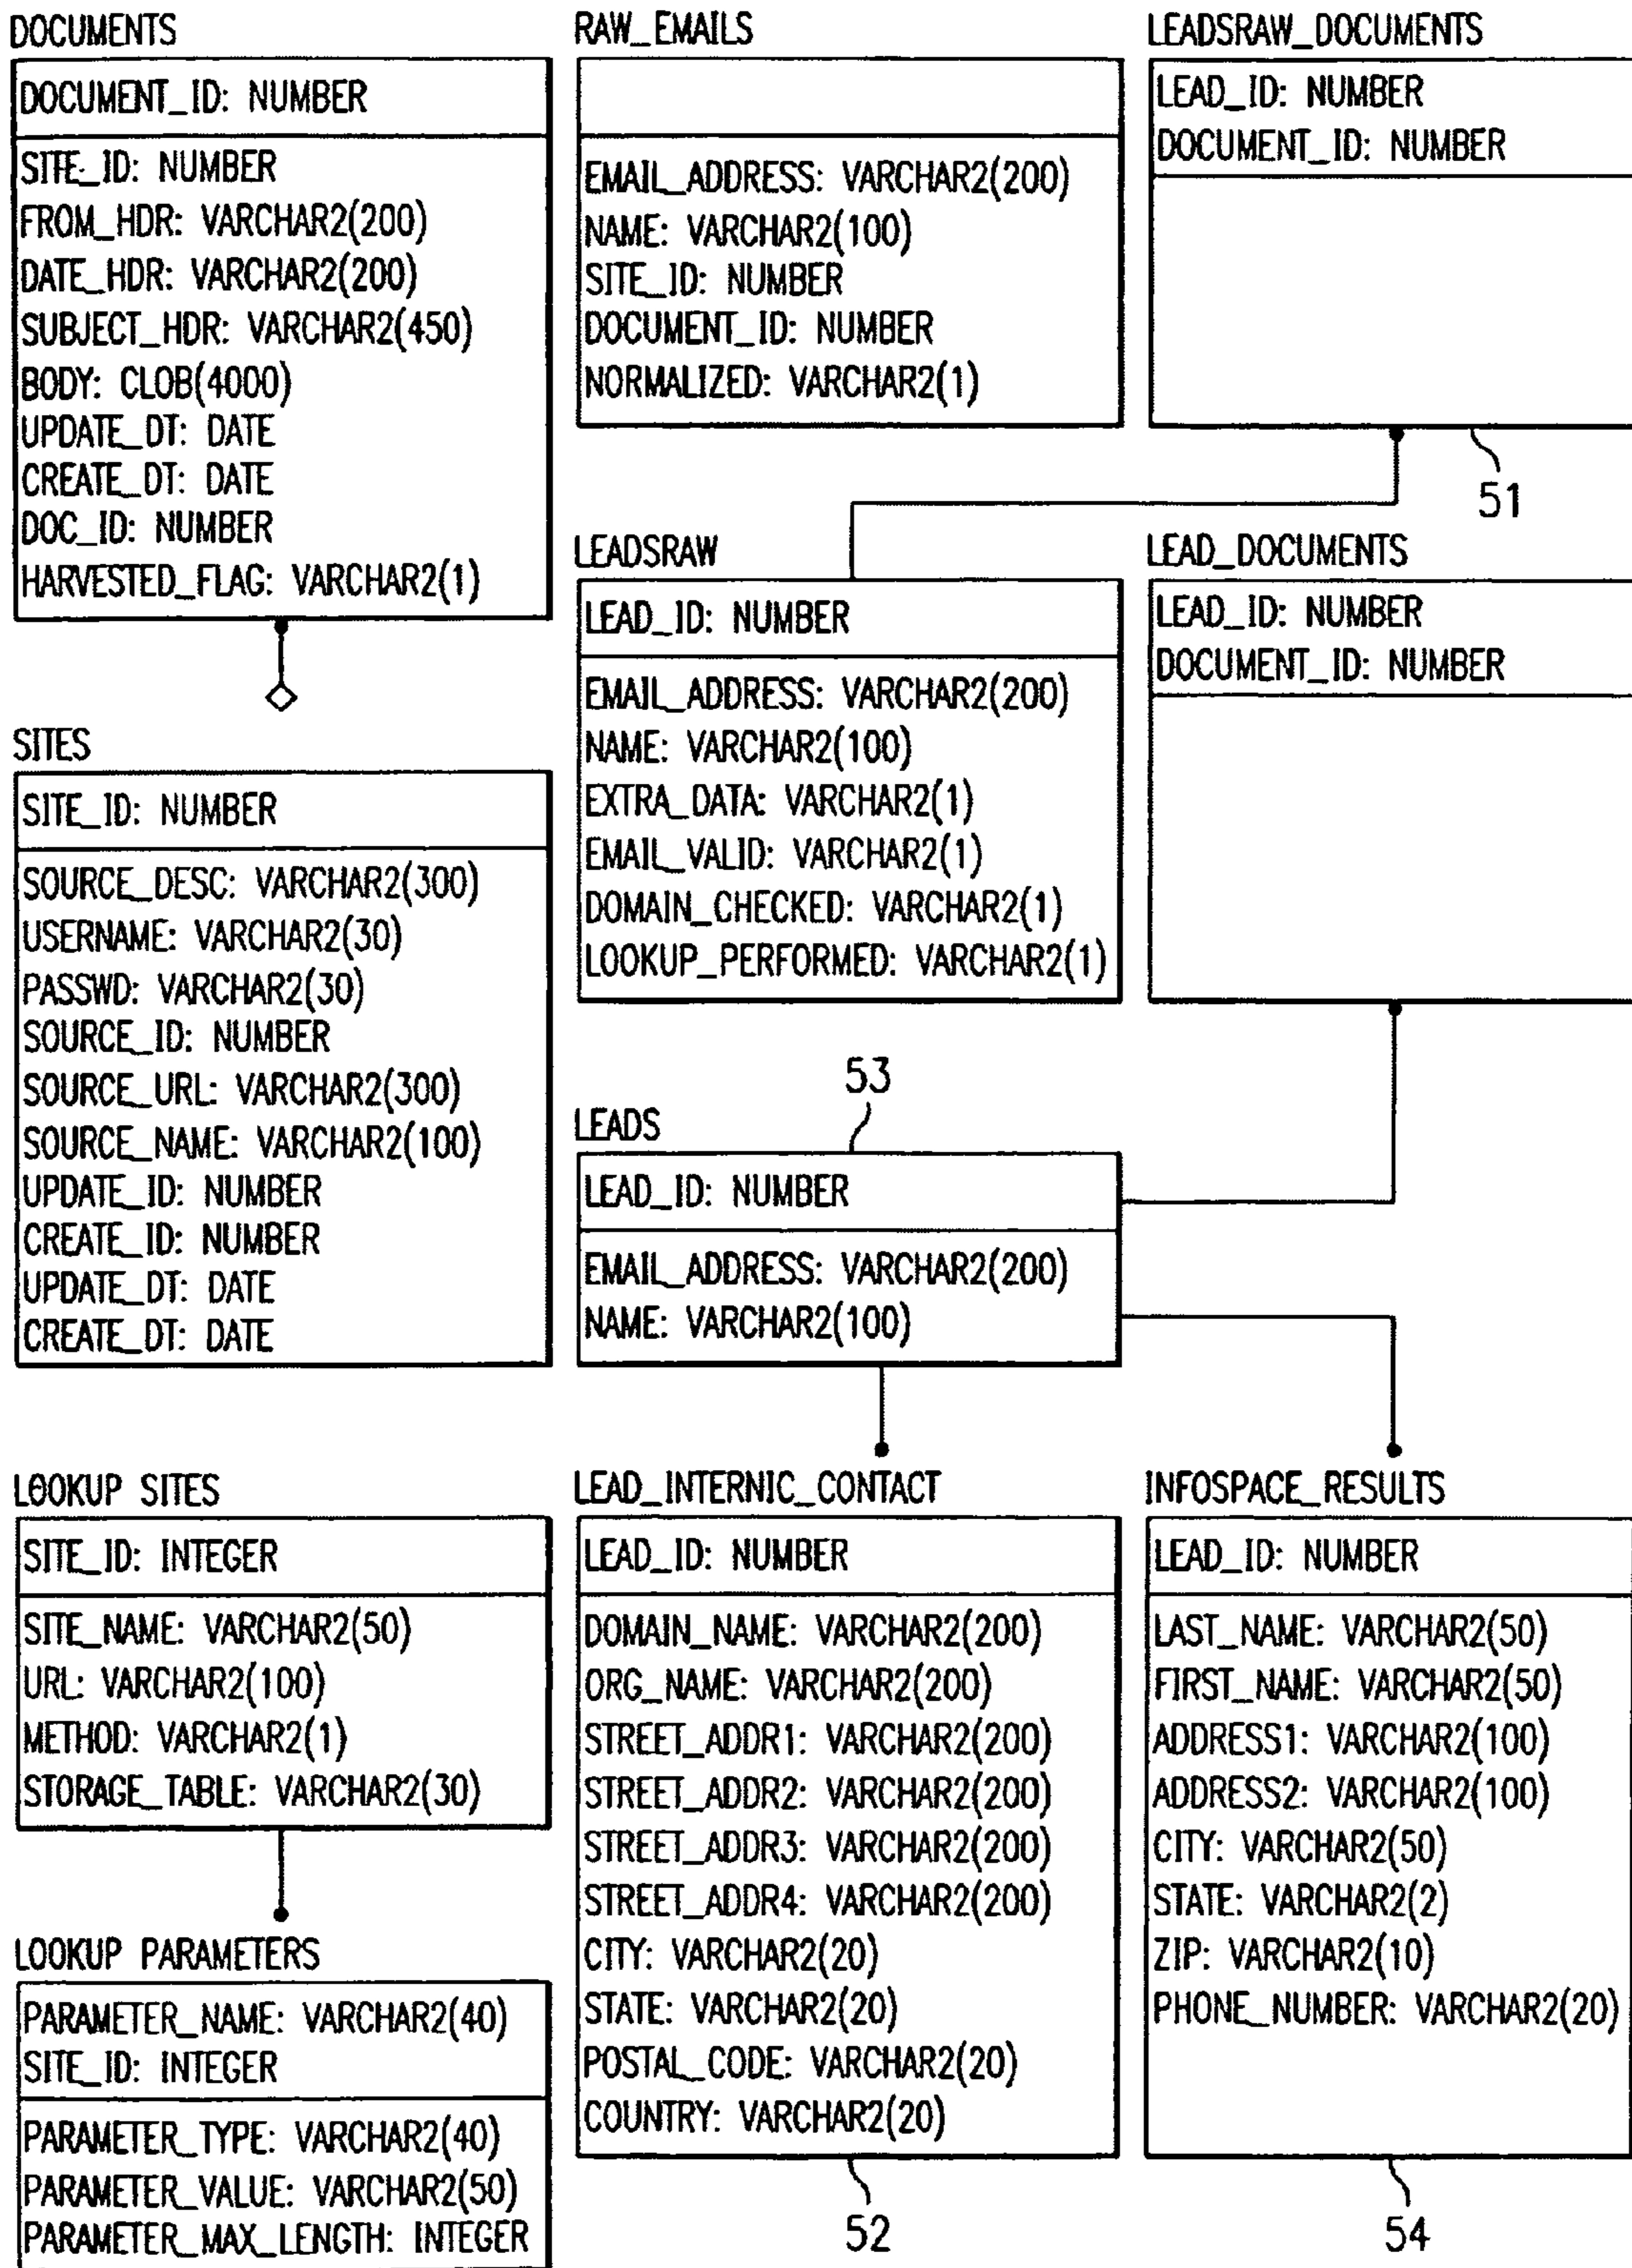 DOCUMENTS
DOCUMENT_ID: NUMBER
SITE_ID: NUMBER
FROM_HDR: VARCHAR2(200)
DATE_HDR: VARCHAR2(200)
SUBJECT_HDR: VARCHAR2(450)
BODY: CLOB(4000)
UPDATE_DT: DATE
CREATE_DT: DATE
DOC_ID: NUMBER
HARVESTED_FLAG: VARCHAR2(1)
SITES
SITE_ID: NUMBER
SOURCE_DESC: VARCHAR2(300)
USERNAME: VARCHAR2(30)
PASSWD: VARCHAR2(30)
SOURCE_ID: NUMBER
SOURCE_URL: VARCHAR2(300)
SOURCE_NAME: VARCHAR2(100)
UPDATE_ID: NUMBER
CREATE_ID: NUMBER
UPDATE_DT: DATE
CREATE_DT: DATE
LOOKUP SITES
SITE_ID: INTEGER
SITE_NAME: VARCHAR2(50)
URL: VARCHAR2(100)
METHOD: VARCHAR2(1)
STORAGE_TABLE: VARCHAR2(30)
LOOKUP PARAMETERS
PARAMETER_NAME: VARCHAR2(40)
SITE_ID: INTEGER
PARAMETER_TYPE: VARCHAR2(40)
PARAMETER_VALUE: VARCHAR2(50)
PARAMETER_MAX_LENGTH: INTEGER
RAW_EMAILS
EMAIL_ADDRESS: VARCHAR2(200)
NAME: VARCHAR2(100)
SITE_ID: NUMBER
DOCUMENT_ID: NUMBER
NORMALIZED: VARCHAR2(1)
LEADSRAW
LEAD_ID: NUMBER
EMAIL_ADDRESS: VARCHAR2(200)
NAME: VARCHAR2(100)
EXTRA_DATA: VARCHAR2(1)
EMAIL_VALID: VARCHAR2(1)
DOMAIN_CHECKED: VARCHAR2(1)
LOOKUP_PERFORMED: VARCHAR2(1)
53
LEADS
LEAD_ID: NUMBER
EMAIL_ADDRESS: VARCHAR2(200)
NAME: VARCHAR2(100)
LEAD_INTERNIC_CONTACT
LEAD_ID: NUMBER
DOMAIN_NAME: VARCHAR2(200)
ORG_NAME: VARCHAR2(200)
STREET_ADDR1: VARCHAR2(200)
STREET_ADDR2: VARCHAR2(200)
STREET_ADDR3: VARCHAR2(200)
STREET_ADDR4: VARCHAR2(200)
CITY: VARCHAR2(20)
STATE: VARCHAR2(20)
POSTAL_CODE: VARCHAR2(20)
COUNTRY: VARCHAR2(20)
52
LEADSRAW_DOCUMENTS
LEAD_ID: NUMBER
DOCUMENT_ID: NUMBER
51
LEAD_DOCUMENTS
LEAD_ID: NUMBER
DOCUMENT_ID: NUMBER
INFOSPACE_RESULTS
LEAD_ID: NUMBER
LAST_NAME: VARCHAR2(50)
FIRST_NAME: VARCHAR2(50)
ADDRESS1: VARCHAR2(100)
ADDRESS2: VARCHAR2(100)
CITY: VARCHAR2(50)
STATE: VARCHAR2(2)
ZIP: VARCHAR2(10)
PHONE_NUMBER: VARCHAR2(20)
54